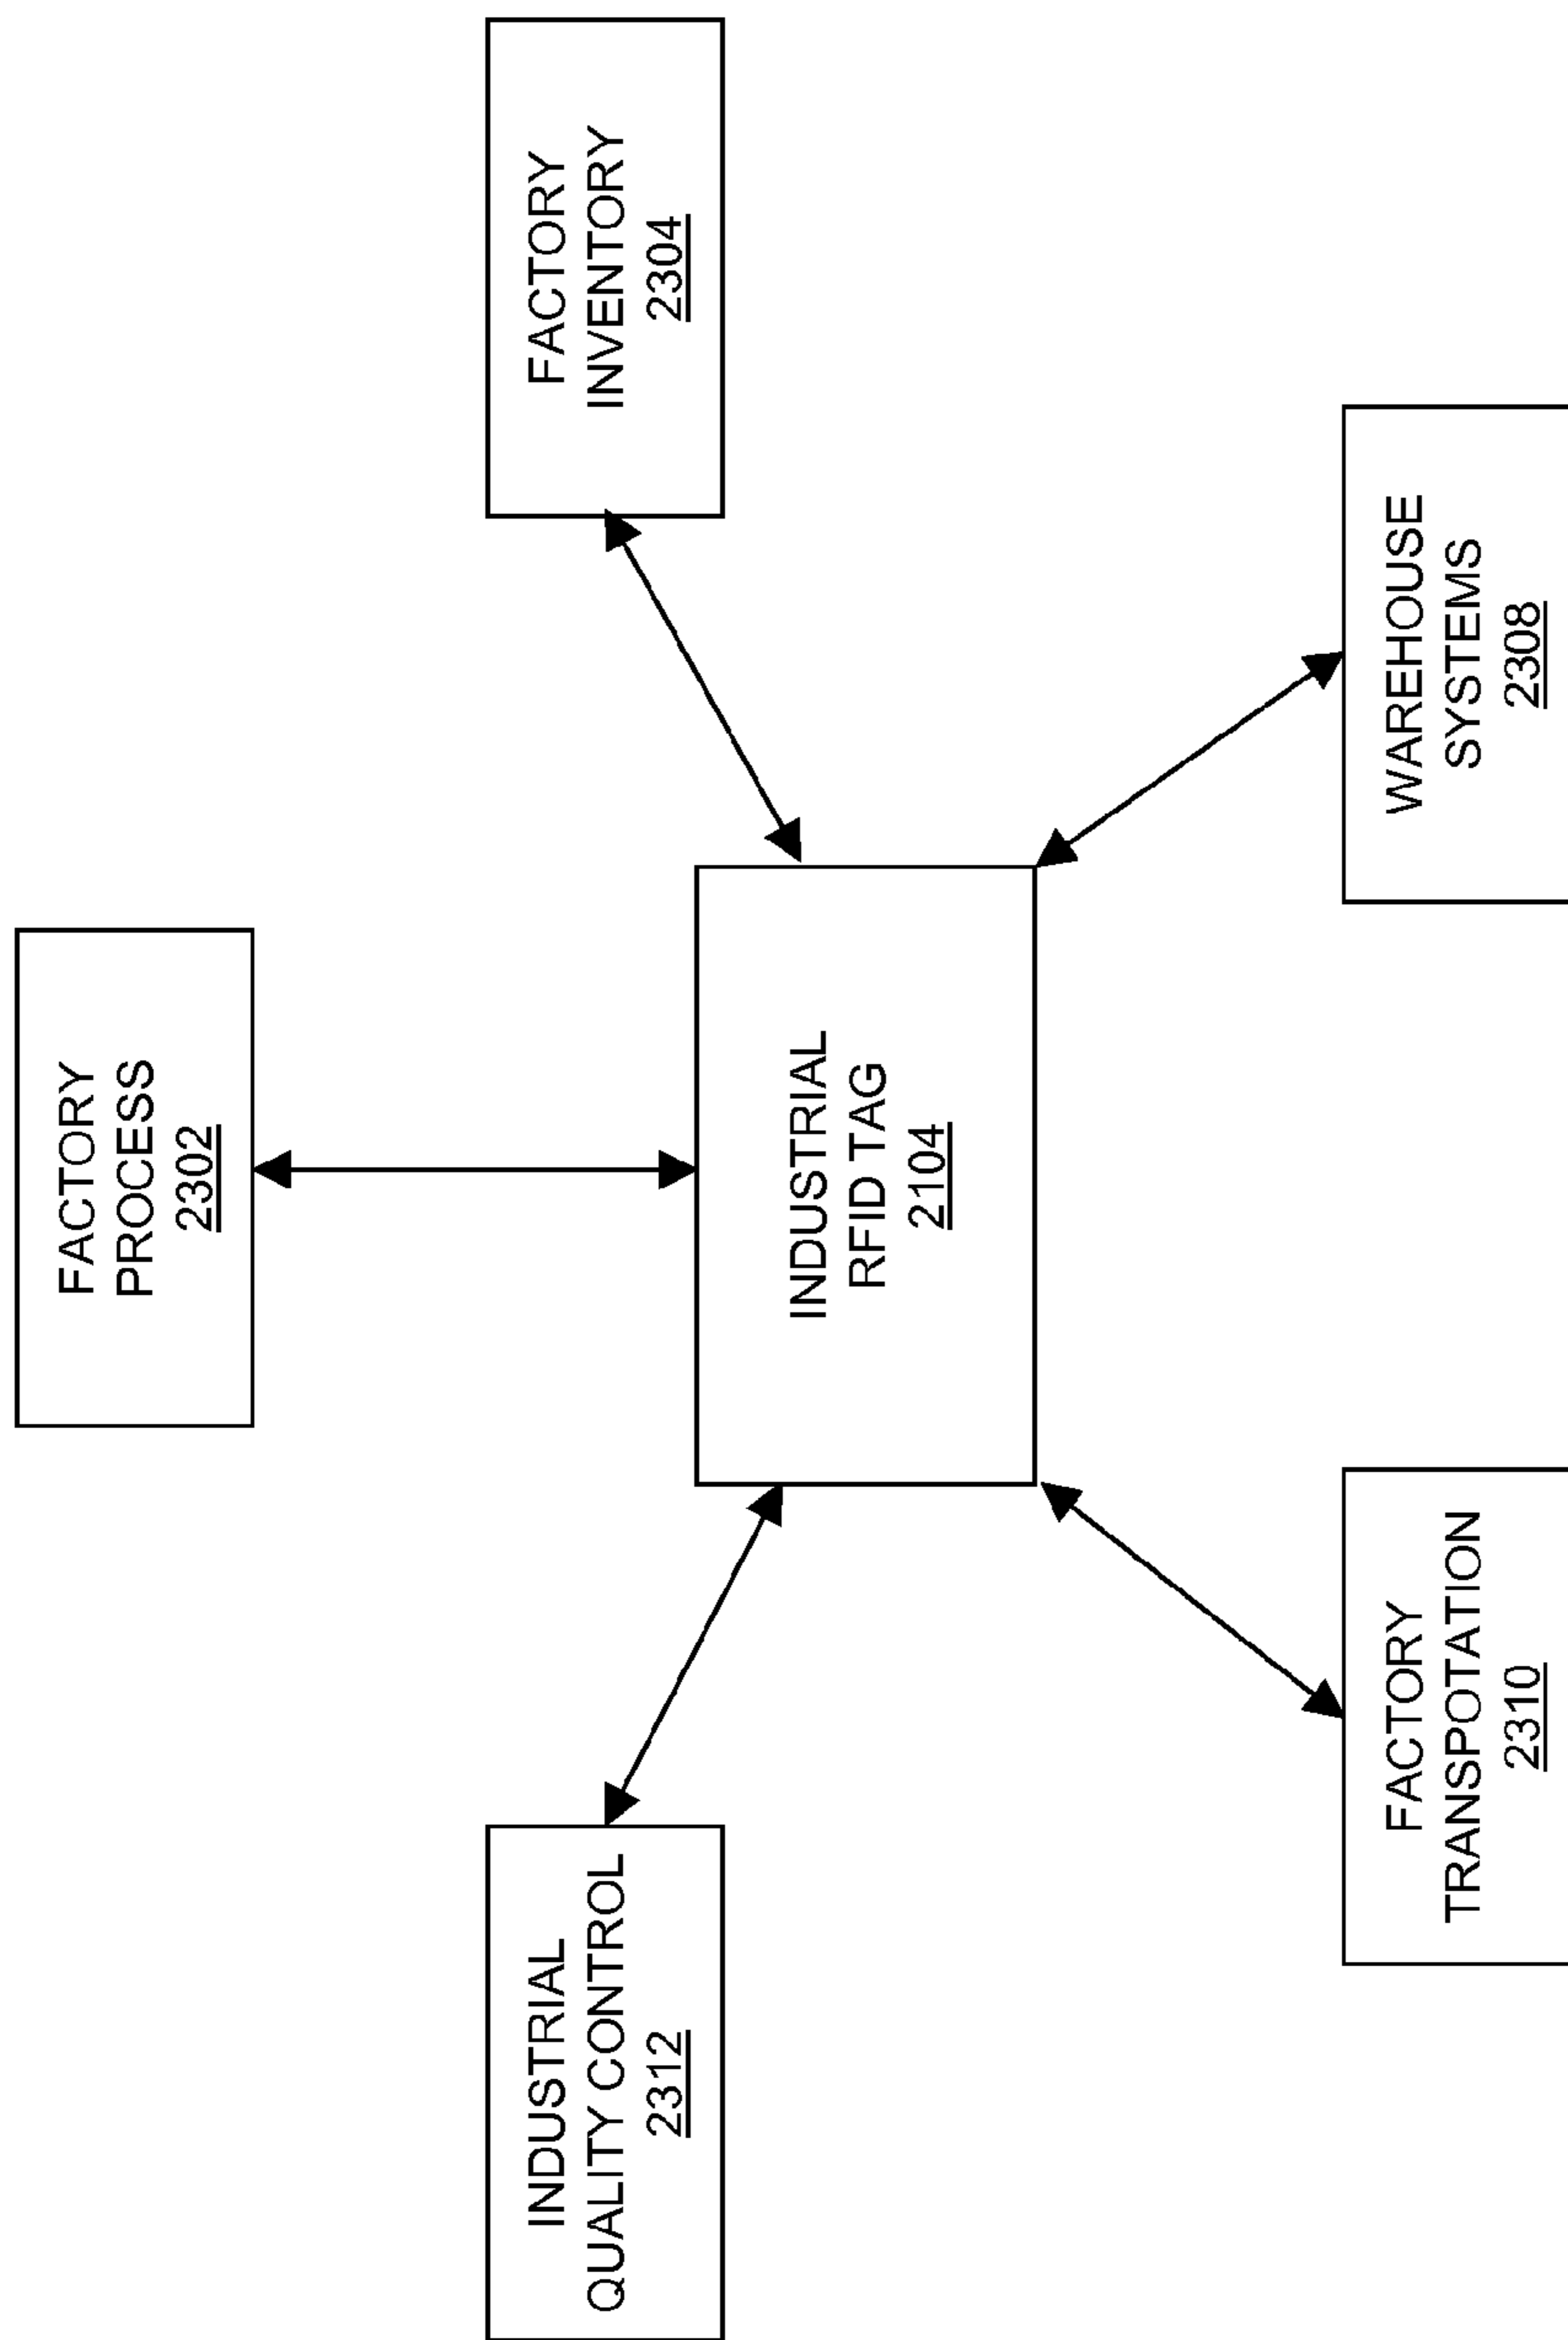 FACTORY
PROCESS
2302
INDUSTRIAL
QUALITY CONTROL
2312
FACTORY
INVENTORY
2304
INDUSTRIAL
RFID TAG
2104
FACTORY
TRANSPOTATION
2310
WAREHOUSE
SYSTEMS
2308